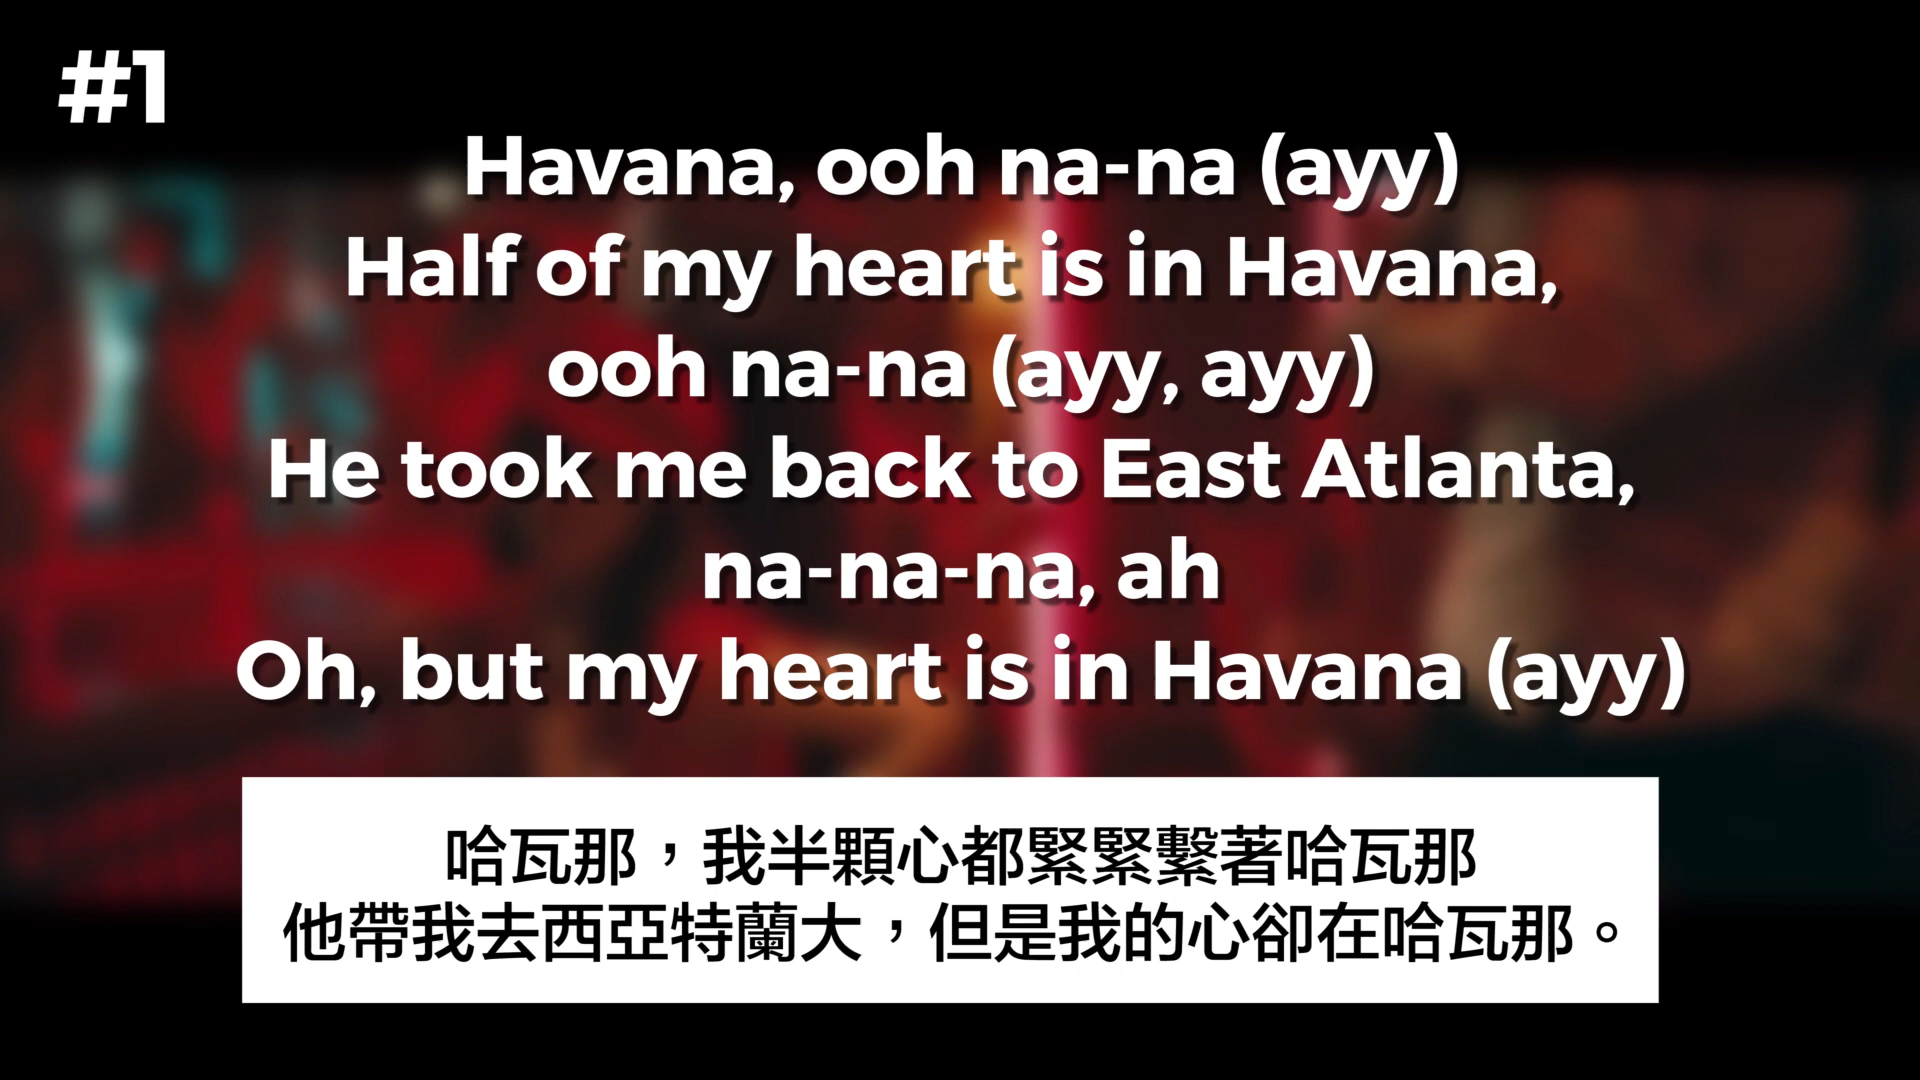 #1
Havana, ooh na-na (ayy)
Half of my heart is in Havana,
ooh na-na (ayy, ayy)
He took me back to East Atlanta,
na-na-na, ah
Oh, but my heart is in Havana (ayy)
哈瓦那，我半顆心都緊緊繫著哈瓦那
他帶我去西亞特蘭大，但是我的心卻在哈瓦那。